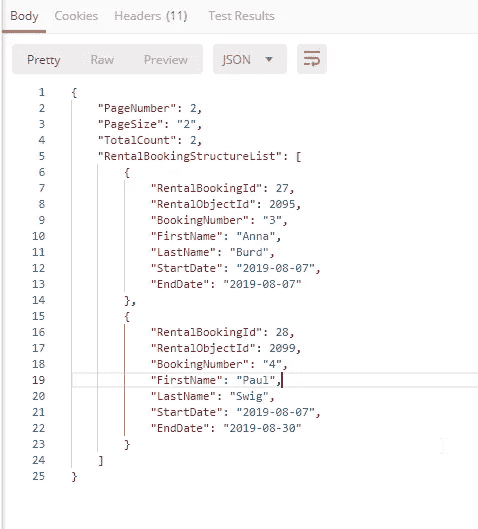 Body Cookies Headers (11) Test Results
Pretty Raw Preview JSON
1 {
2 "PageNumber": 2,
3 "PageSize": "2",
4 "TotalCount": 2,
5 "RentalBookingStructureList": [
6 {
7 "RentalBookingId": 27,
8 "RentalObjectId": 2095,
9 "BookingNumber": "3",
10 "FirstName": "Anna",
11 "LastName": "Burd",
12 "StartDate": "2019-08-07",
13 "EndDate": "2019-08-07"
14 },
15 {
16 "RentalBookingId": 28,
17 "RentalObjectId": 2099,
18 "BookingNumber": "4",
19 "FirstName": "Paul",
20 "LastName": "Swig",
21 "StartDate": "2019-08-07",
22 "EndDate": "2019-08-30"
23 }
24 ]
25 }